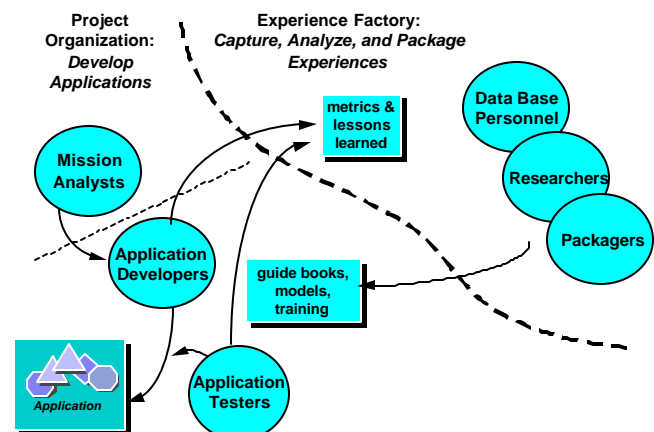 Project
Organization:
Develop
Applications
Experience Factory:
Capture, Analyze, and Package
Experiences
metrics &
lessons
learned
Data Base
Personnel
Mission
Analysts
Researchers
Packagers
Application
Developers
guide books,
models,
training
Application
Application
Testers